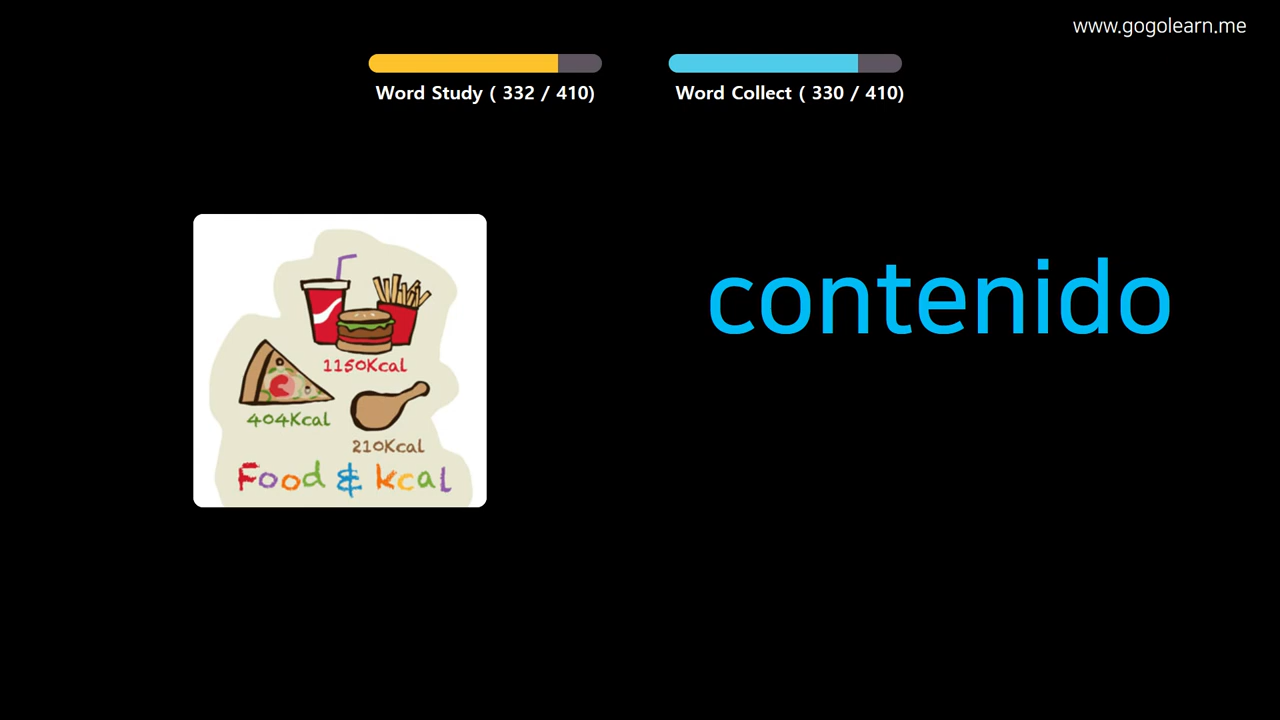 www.gogolearn.me
Word Study ( 332 / 410)
Word Collect ( 330 / 410)
contenido
1150Kcal
404Kcal
210Kcal
Food & kcal